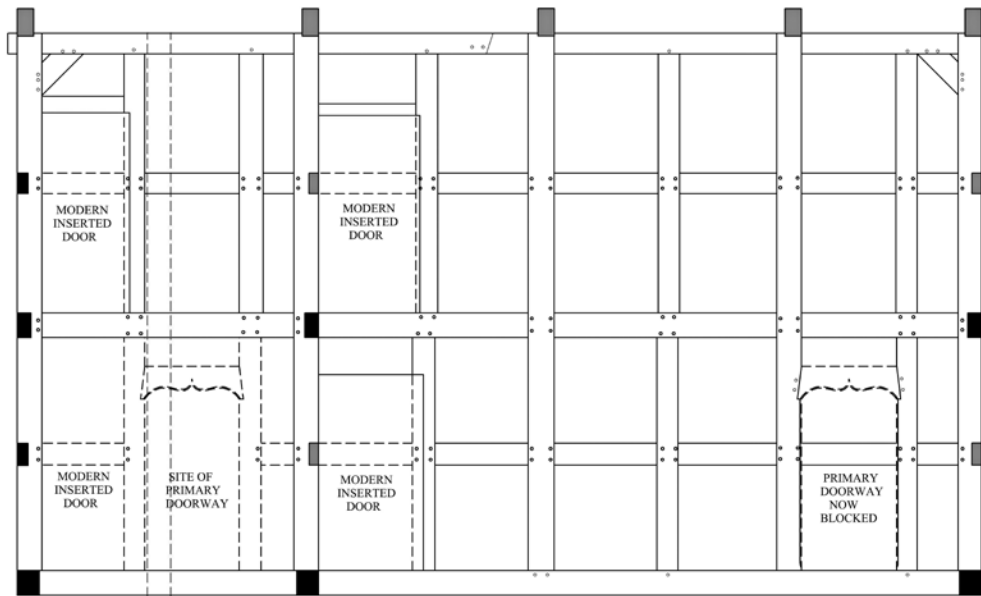 MODERN
INSERTED
DOOR
MODERN
INSERTED
DOOR
MODERN
INSERTED
DOOR
SITE OF
PRIMARY
DOORWAY
MODERN
INSERTED
DOOR
PRIMARY
DOORWAY
NOW
BLOCKED